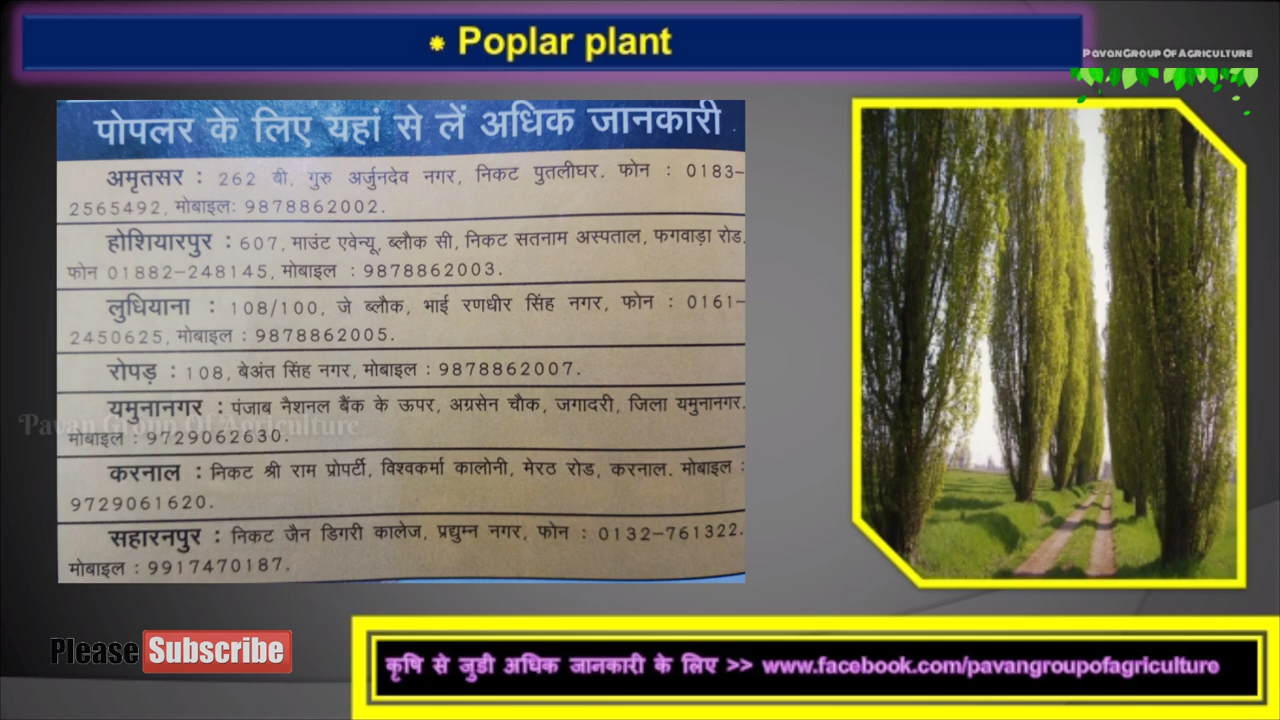 Poplar plant
PavanGroupOfAgriculture
पोपलर के लिए यहां से लें अधिक जानकारी
अमृतसर : 262 बी, गुरु अर्जुनदेव नगर, निकट पुतलीघर. फोन : 0183-
2565492, मोबाइलः 9878862002.
होशियारपुर : 607, माउंट एवेन्यू, ब्लौक सी, निकट सतनाम अस्पताल, फगवाड़ा रोड.
फोन 01882-248145, मोबाइल : 9878862003.
लुधियाना : 108/100, जे ब्लौक, भाई रणधीर सिंह नगर, फोन : 0161-
2450625, मोबाइल : 9878862005.
रोपड़ : 108, बेअंत सिंह नगर, मोबाइल : 9878862007.
यमुनानगर : पंजाब नैशनल बैंक के ऊपर, अग्रसेन चौक, जगादरी, जिला यमुनानगर.
Pavan Group Of Agriculture
मोबाइल : 9729062630.
करनाल : निकट श्री राम प्रोपर्टी, विश्वकर्मा कालोनी, मेरठ रोड, करनाल. मोबाइल :
9729061620.
सहारनपुर : निकट जैन डिगरी कालेज, प्रद्युम्न नगर, फोन : 0132-761322.
मोबाइल : 9917470187.
Please Subscribe
कृषि से जुडी अधिक जानकारी के लिए >> www.facebook.com/pavangroupofagriculture